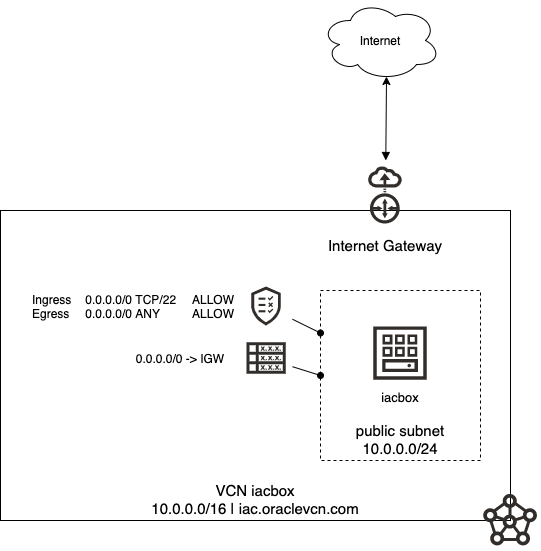 Internet
Internet Gateway
Ingress 0.0.0.0/0 TCP/22 ALLOW
Egress 0.0.0.0/0 ANY ALLOW
X.X.X.
X.X.X.
X.X.X.
0.0.0.0/0 -> IGW
iacbox
public subnet
10.0.0.0/24
VCN iacbox
10.0.0.0/16 | iac.oraclevcn.com